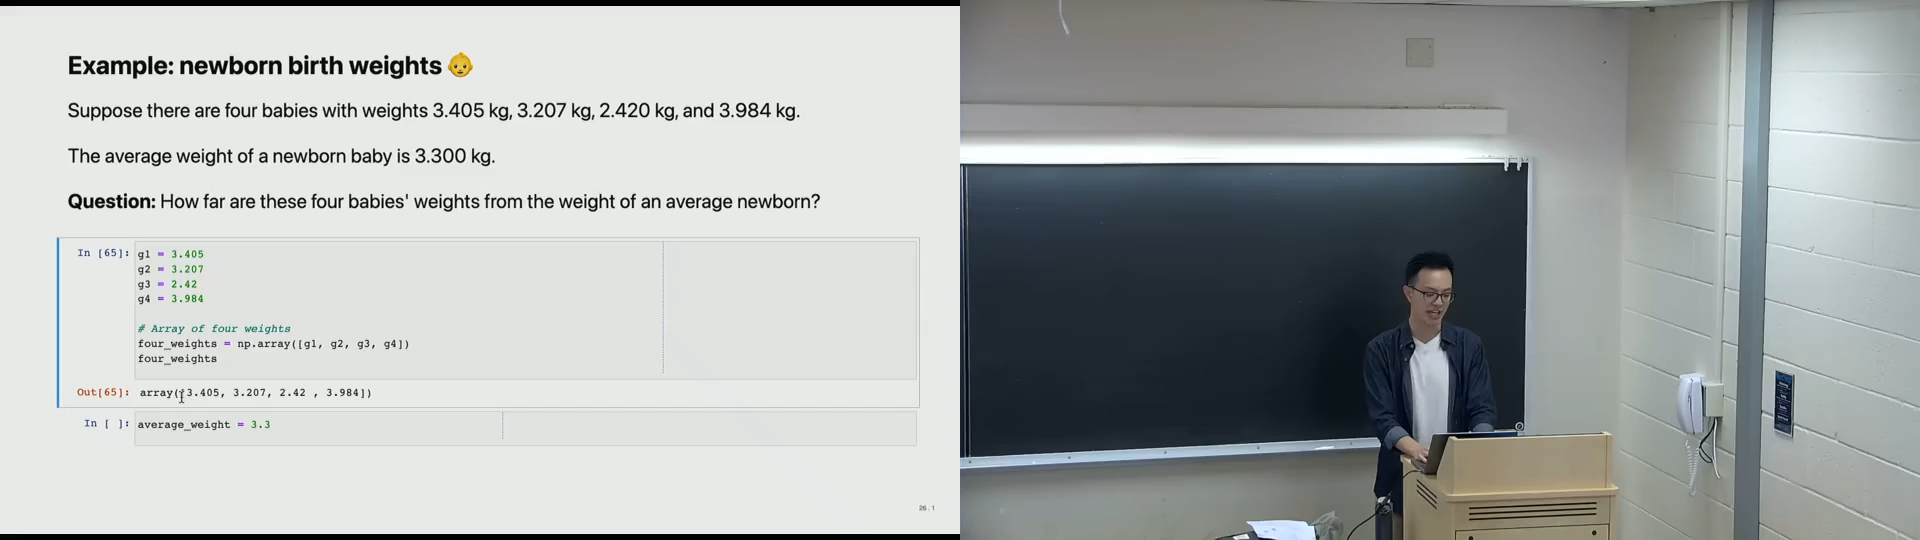 Example: newborn birth weights
Suppose there are four babies with weights 3.405 kg, 3.207 kg, 2.420 kg, and 3.984 kg.
The average weight of a newborn baby is 3.300 kg.
Question: How far are these four babies' weights from the weight of an average newborn?
In [65]:
g1 = 3.405
g2 = 3.207
g3 = 2.42
g4 = 3.984
# Array of four weights
four_weights = np.array([g1, g2, g3, g4])
four_weights
Out[65]: array([3.405, 3.207, 2.42 , 3.984])
In [ ]: average_weight = 3.3
26.1